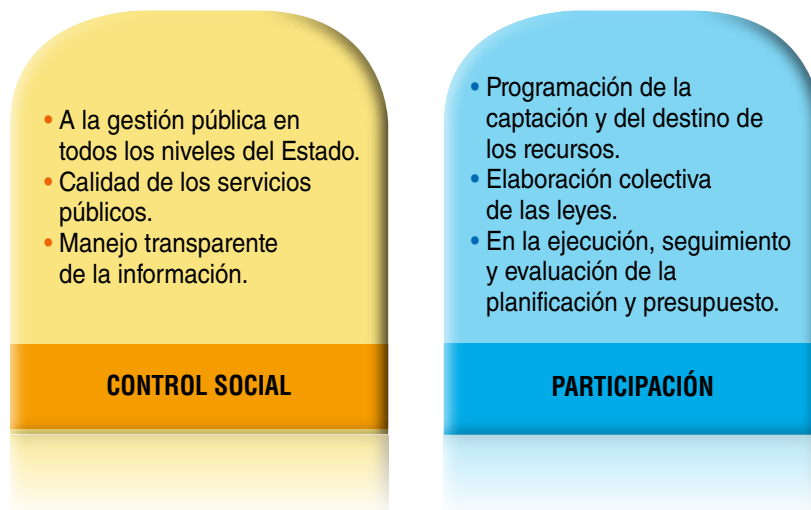 • A la gestión pública en
todos los niveles del Estado.
• Calidad de los servicios
públicos.
• Manejo transparente
de la información.
CONTROL SOCIAL
• Programación de la
captación y del destino de
los recursos.
• Elaboración colectiva
de las leyes.
• En la ejecución, seguimiento
y evaluación de la
planificación y presupuesto.
PARTICIPACIÓN